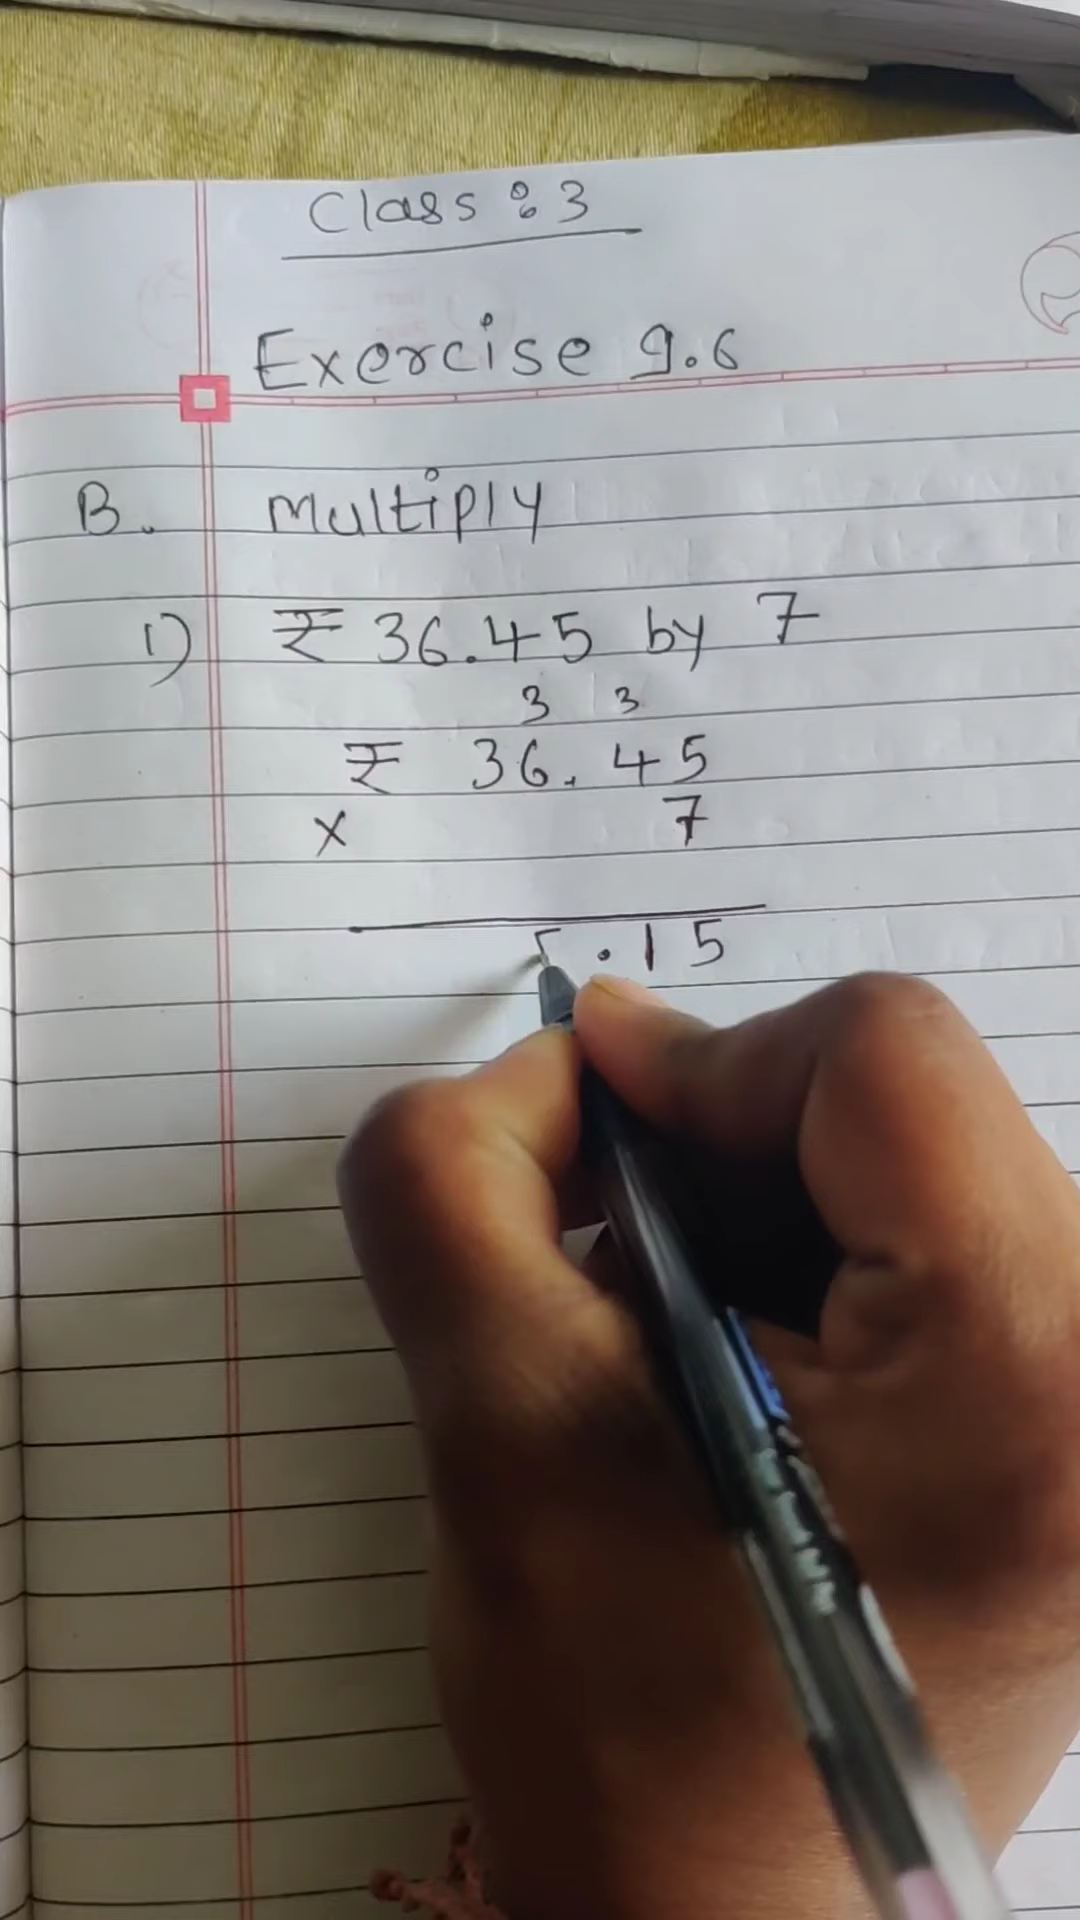 Class : 3
Exercise 9.6
B. Multiply
1) ₹ 36.45 by 7
3 3
₹ 36.45
x 7
5.15